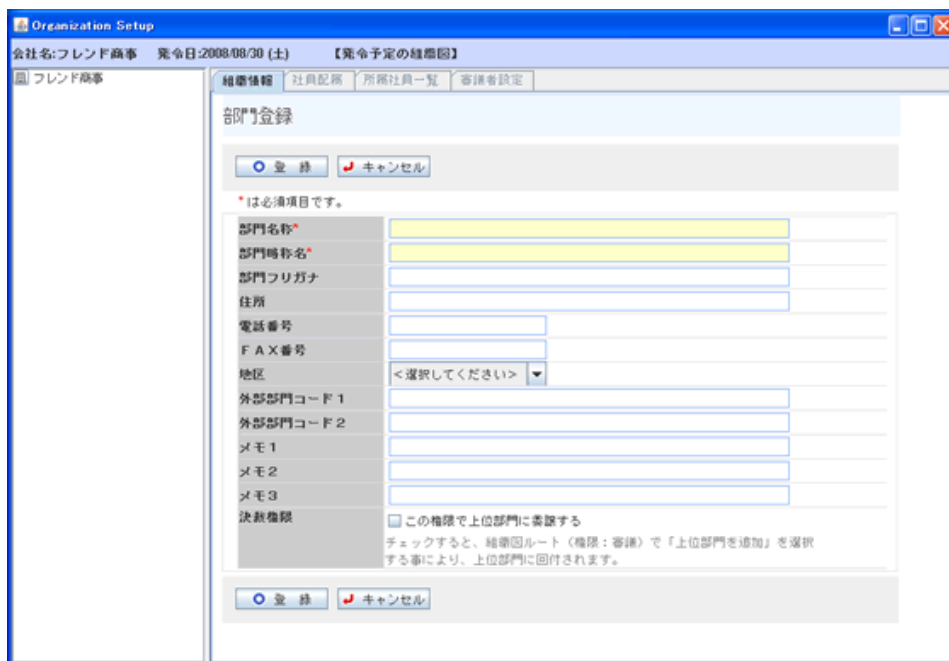 Organization Setup
会社名:フレンド商事 発令日:2008/08/30 (土) 【発令予定の組織図】
フレンド商事
組織情報 社員配属 所属社員一覧 審議者設定
部門登録
登 録 キャンセル
*は必須項目です。
部門名称*
部門略称名*
部門フリガナ
住所
電話番号
ＦＡＸ番号
地区 <選択してください>
外部部門コード１
外部部門コード２
メモ１
メモ２
メモ３
決裁権限 この権限で上位部門に委譲する
チェックすると、組織図ルート（権限：審議）で「上位部門を追加」を選択
する事により、上位部門に回付されます。
登 録 キャンセル